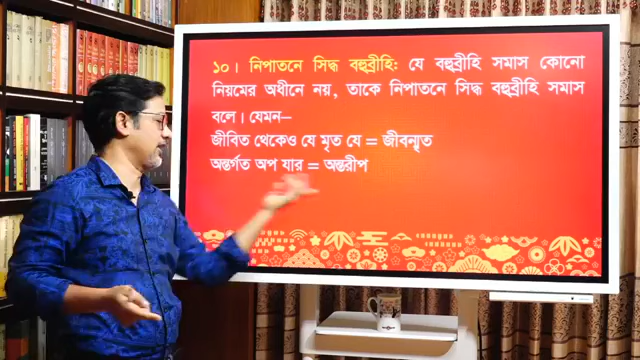 ১০। নিপাতনে সিদ্ধ বহুব্রীহি: যে বহুব্রীহি সমাস কোনো
নিয়মের অধীনে নয়, তাকে নিপাতনে সিদ্ধ বহুব্রীহি সমাস
বলে। যেমন–
জীবিত থেকেও যে মৃত যে = জীবন্মৃত
অন্তর্গত অপ যার = অন্তরীপ